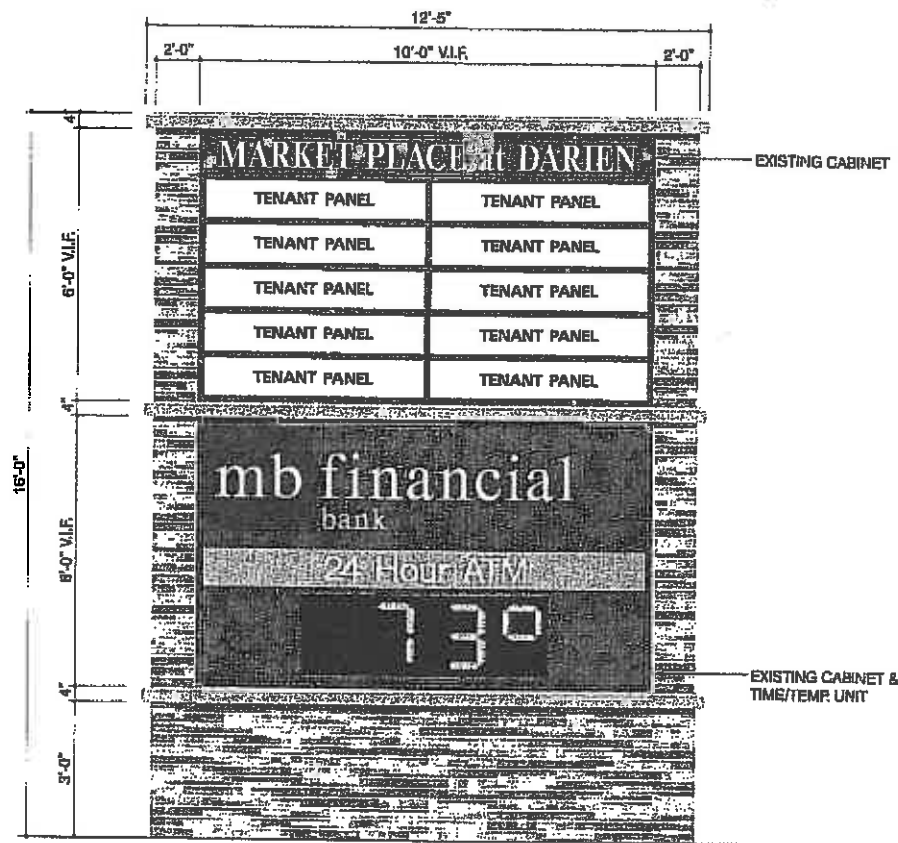 12'-5"
2'-0" 10'-0" V.I.F. 2'-0"
4"
MARKET PLACE at DARIEN
EXISTING CABINET
TENANT PANEL TENANT PANEL
TENANT PANEL TENANT PANEL
6'-0" V.I.F.
TENANT PANEL TENANT PANEL
TENANT PANEL TENANT PANEL
TENANT PANEL TENANT PANEL
4"
16'-0"
mb financial
bank
6'-0" V.I.F.
24 Hour ATM
73°
4"
EXISTING CABINET &
TIME/TEMP. UNIT
3'-0"